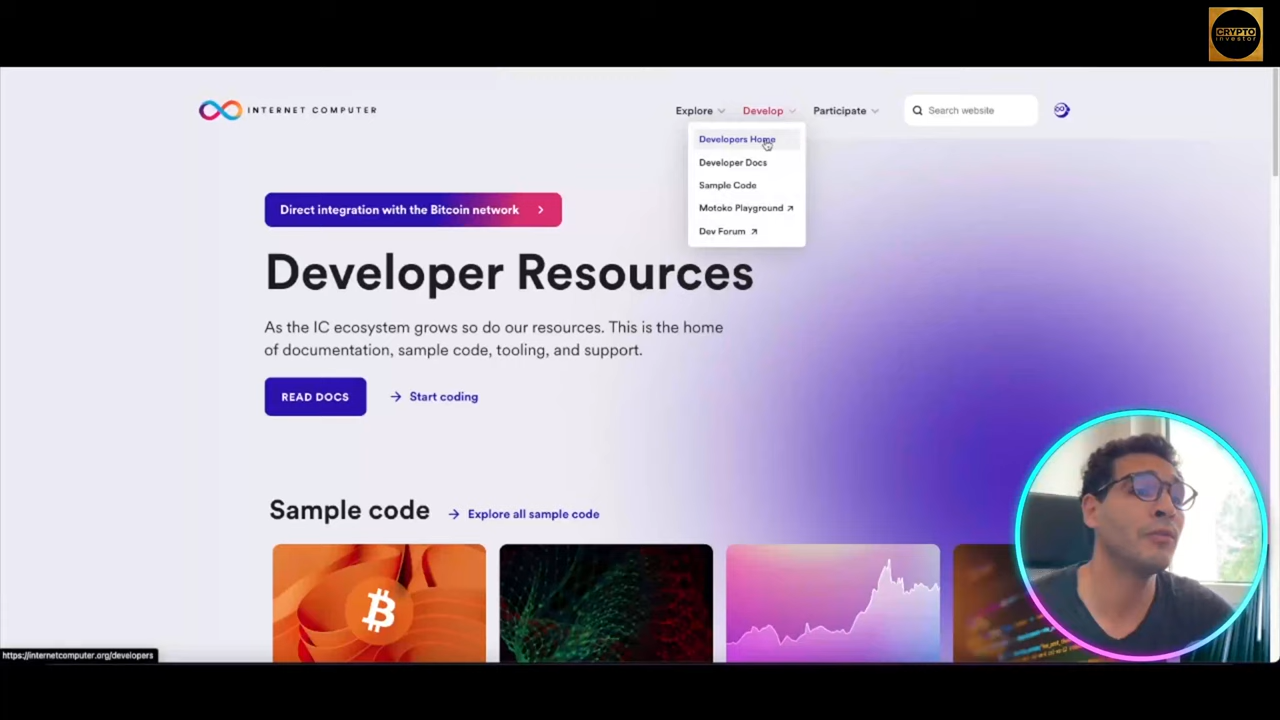 CRYPTO
investor
INTERNET COMPUTER
Explore
Develop
Participate
Search website
Developers Home
Developer Docs
Sample Code
Motoko Playground
Dev Forum
Direct integration with the Bitcoin network
Developer Resources
As the IC ecosystem grows so do our resources. This is the home
of documentation, sample code, tooling, and support.
READ DOCS
Start coding
Sample code
Explore all sample code
https://internetcomputer.org/developers